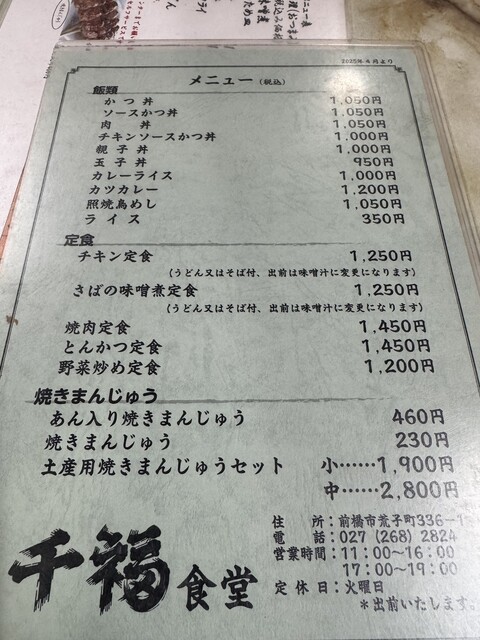 2025年4月より
メニュー(税込)
飯類
かつ丼 1,050円
ソースかつ丼 1,050円
肉丼 1,050円
チキンソースかつ丼 1,000円
親子丼 1,000円
玉子丼 950円
カレーライス 1,000円
カツカレー 1,200円
照焼鳥めし 1,050円
ライス 350円
定食
チキン定食 1,250円
(うどん又はそば付、出前は味噌汁に変更になります)
さばの味噌煮定食 1,250円
(うどん又はそば付、出前は味噌汁に変更になります)
焼肉定食 1,450円
とんかつ定食 1,450円
野菜炒め定食 1,200円
焼きまんじゅう
あん入り焼きまんじゅう 460円
焼きまんじゅう 230円
土産用焼きまんじゅうセット 小……1,900円
中……2,800円
千福食堂
住所:前橋市荒子町336-1
電話:027(268)2824
営業時間:11:00〜16:00
17:00〜19:00
定休日:火曜日
*出前いたします